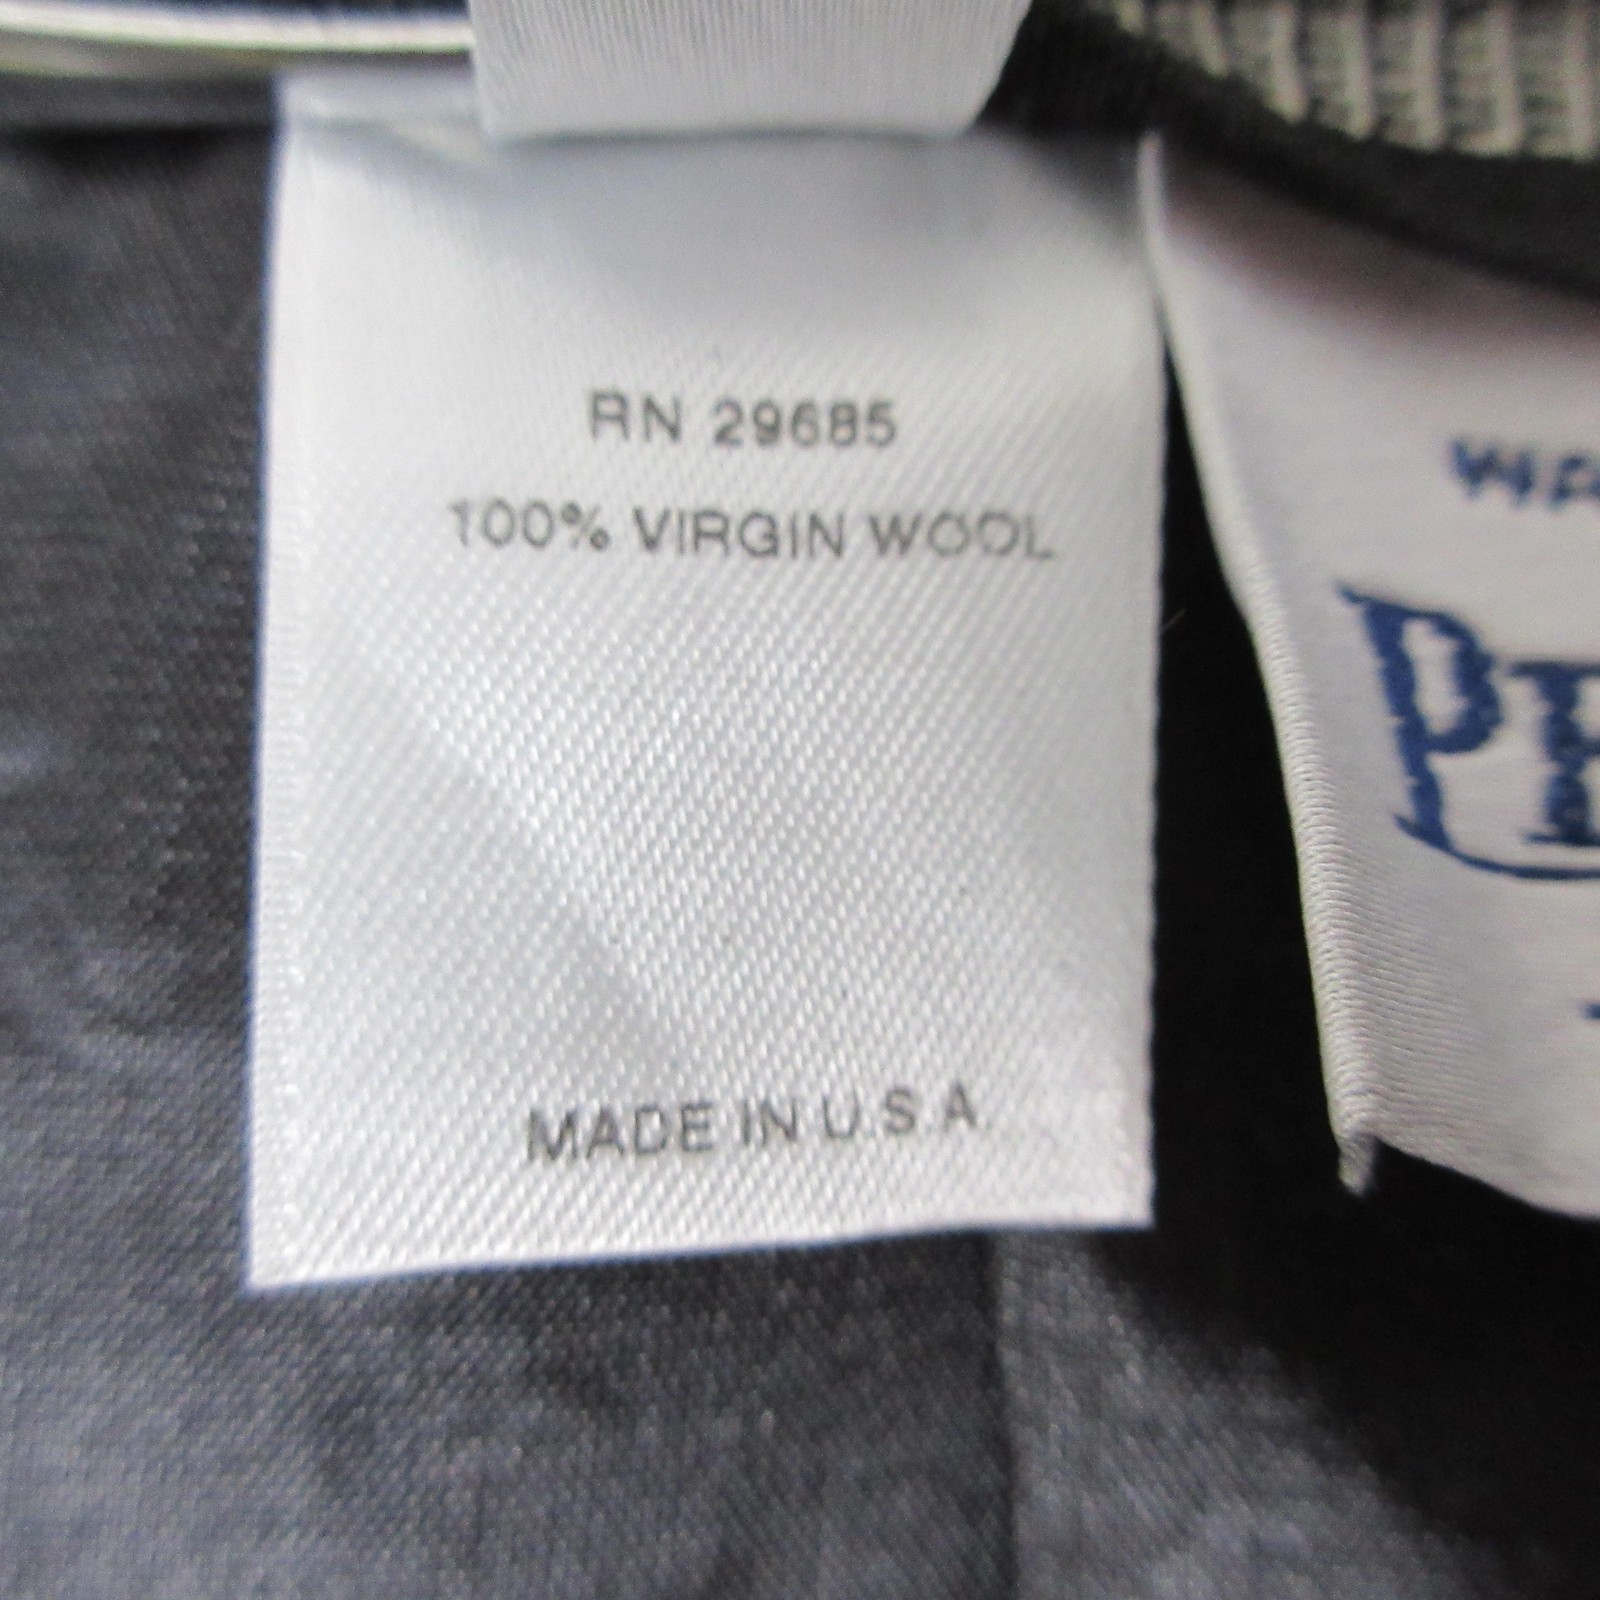 RN 29685
100% VIRGIN WOOL
MADE IN U.S.A.